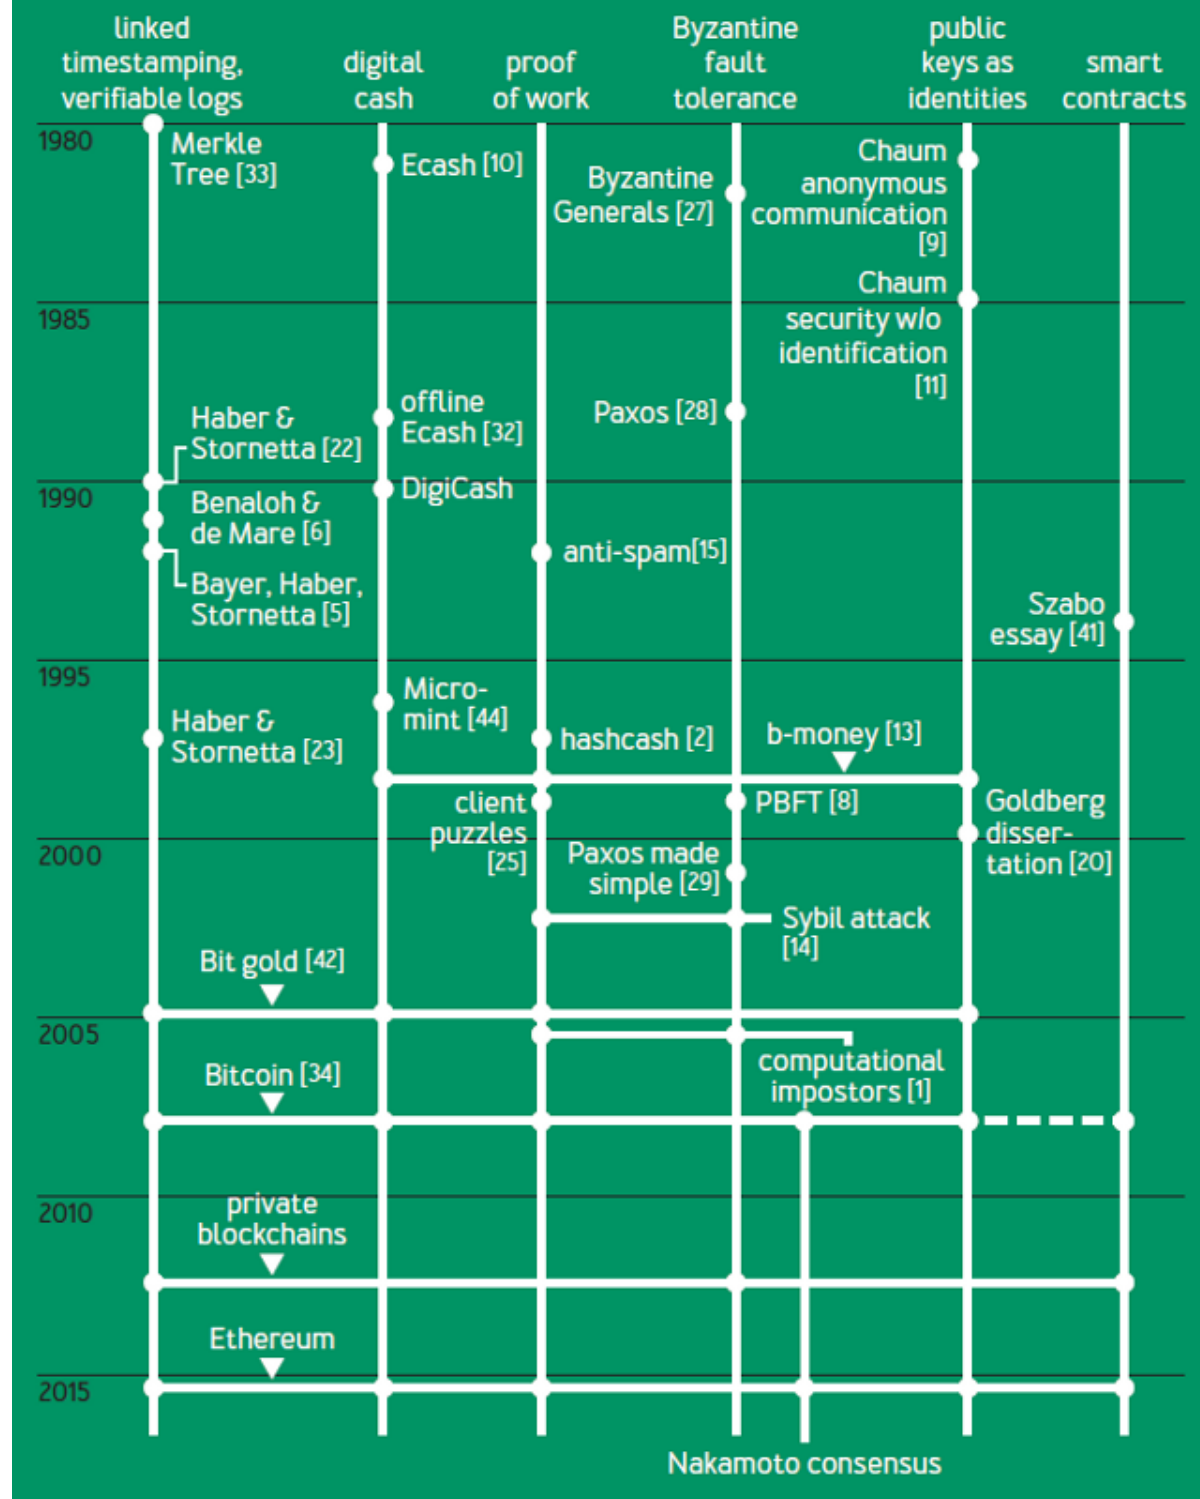 linked
timestamping,
verifiable logs
digital
cash
proof
of work
Byzantine
fault
tolerance
public
keys as
identities
smart
contracts
1980
Merkle
Tree [33]
Ecash [10]
Byzantine
Generals [27]
Chaum
anonymous
communication
[9]
Chaum
security w/o
identification
[11]
1985
Haber &
Stornetta [22]
offline
Ecash [32]
Paxos [28]
1990
DigiCash
Benaloh &
de Mare [6]
anti-spam[15]
Bayer, Haber,
Stornetta [5]
Szabo
essay [41]
1995
Micro-
mint [44]
Haber &
Stornetta [23]
hashcash [2]
b-money [13]
client
puzzles
[25]
PBFT [8]
Goldberg
disser-
tation [20]
2000
Paxos made
simple [29]
Sybil attack
[14]
Bit gold [42]
2005
computational
impostors [1]
Bitcoin [34]
2010
private
blockchains
Ethereum
2015
Nakamoto consensus